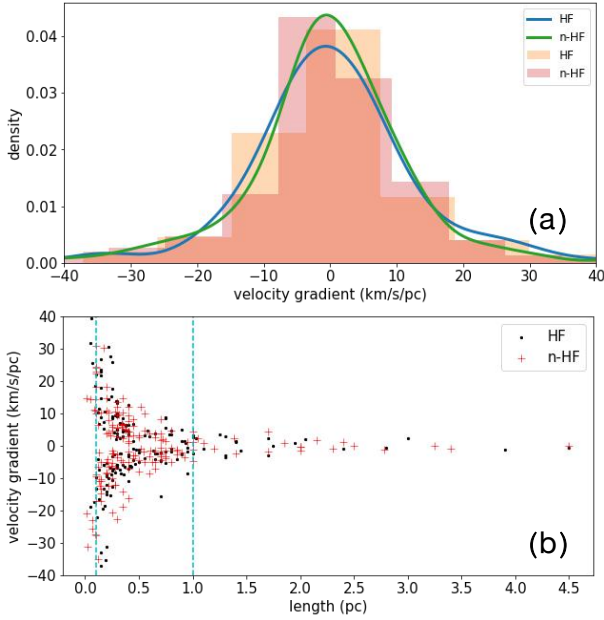 0.04
0.03
0.02
0.01
0.00
density
HF
n-HF
HF
n-HF
(a)
−40 −20 −10 0 10 20 30 40
velocity gradient (km/s/pc)
40
30
20
10
0
−10
−20
−30
−40
velocity gradient (km/s/pc)
HF
n-HF
(b)
0.0 0.5 1.0 1.5 2.0 2.5 3.0 3.5 4.0 4.5
length (pc)